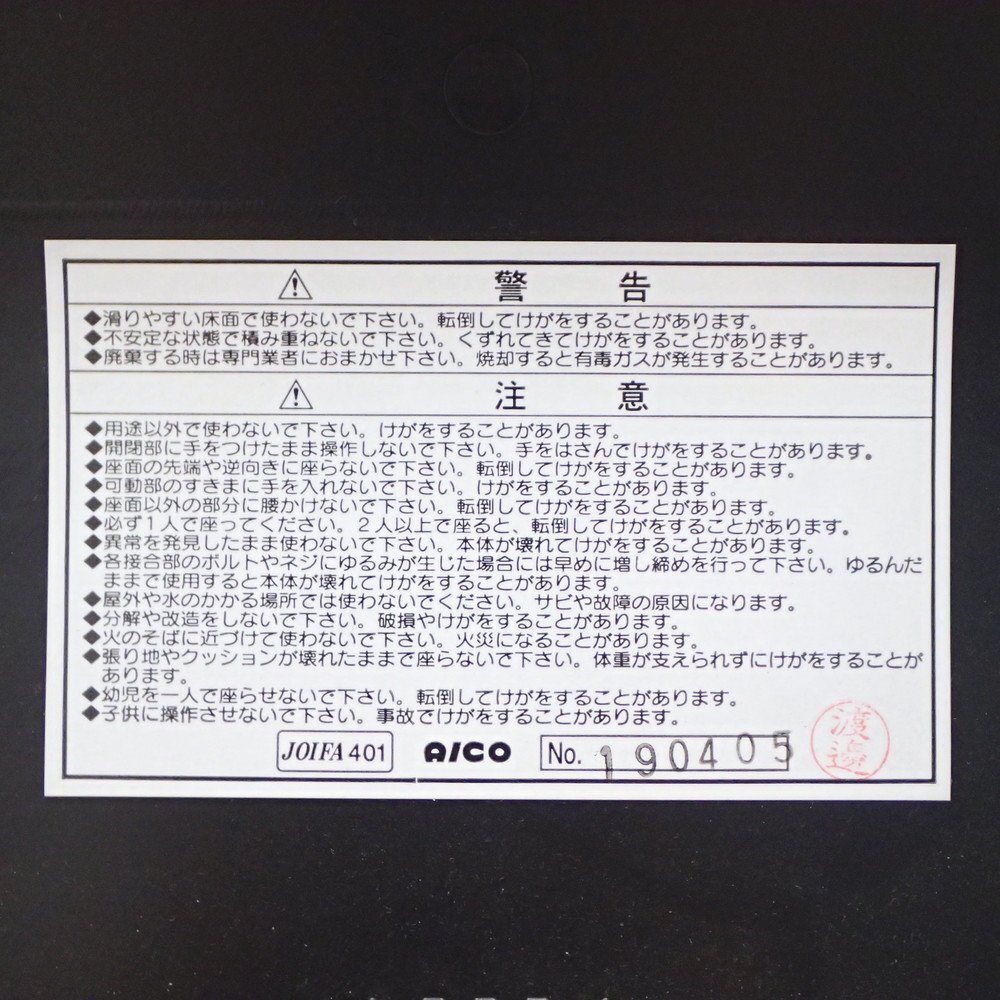 ⚠ 警告
◆滑りやすい床面で使わないで下さい。転倒してけがをすることがあります。
◆不安定な状態で積み重ねないで下さい。くずれてきてけがをすることがあります。
◆廃棄する時は専門業者におまかせ下さい。焼却すると有毒ガスが発生することがあります。
⚠ 注意
◆用途以外で使わないで下さい。けがをすることがあります。
◆開閉部に手をつけたまま操作しないで下さい。手をはさんでけがをすることがあります。
◆座面の先端や逆向きに座らないで下さい。転倒してけがをすることがあります。
◆可動部のすきまに手を入れないで下さい。けがをすることがあります。
◆座面以外の部分に腰かけないで下さい。転倒してけがをすることがあります。
◆必ず1人で座ってください。2人以上で座ると、転倒してけがをすることがあります。
◆異常を発見したまま使わないで下さい。本体が壊れてけがをすることがあります。
◆各接合部のボルトやネジにゆるみが生じた場合には早めに増し締めを行って下さい。ゆるんだ
ままで使用すると本体が壊れてけがをすることがあります。
◆屋外や水のかかる場所では使わないでください。サビや故障の原因になります。
◆分解や改造をしないで下さい。破損やけがをすることがあります。
◆火のそばに近づけて使わないで下さい。火災になることがあります。
◆張り地やクッションが壊れたままで座らないで下さい。体重が支えられずにけがをすることが
あります。
◆幼児を一人で座らせないで下さい。転倒してけがをすることがあります。
◆子供に操作させないで下さい。事故でけがをすることがあります。
JOIFA 401 AICO No. 190405 渡邊